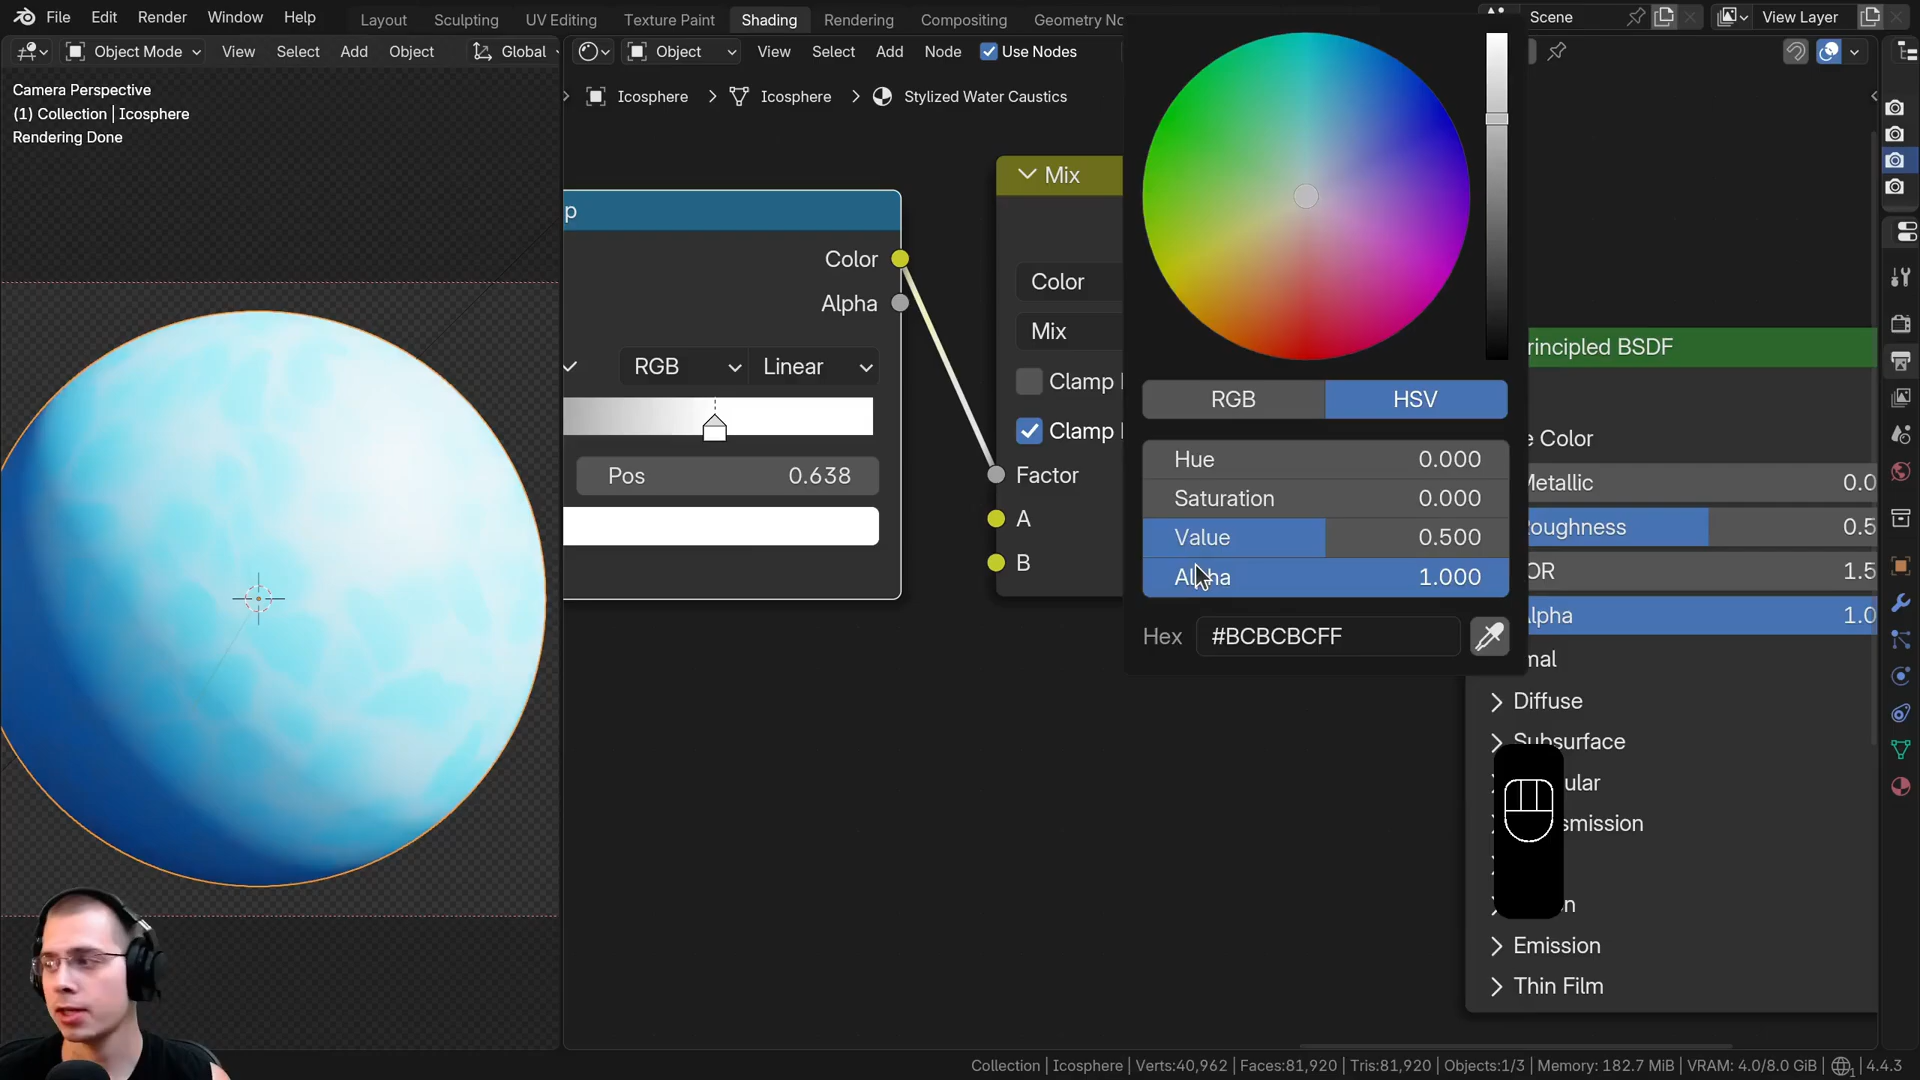 File Edit Render Window Help
Layout Sculpting UV Editing Texture Paint Shading Rendering Compositing Geometry No
Scene View Layer
Object Mode View Select Add Object Global
Object View Select Add Node Use Nodes
Camera Perspective
(1) Collection | Icosphere
Rendering Done
Icosphere > Icosphere > Stylized Water Caustics
p
Color
Alpha
RGB Linear
Pos 0.638
Mix
Color
Mix
Clamp
Clamp
Factor
A
B
RGB HSV
Hue 0.000
Saturation 0.000
Value 0.500
Alpha 1.000
Hex #BCBCBCFF
rincipled BSDF
e Color
Metallic 0.0
oughness 0.5
OR 1.5
lpha 1.0
mal
Diffuse
Subsurface
ular
smission
n
Emission
Thin Film
Collection | Icosphere | Verts:40,962 | Faces:81,920 | Tris:81,920 | Objects:1/3 | Memory: 182.7 MiB | VRAM: 4.0/8.0 GiB | 4.4.3